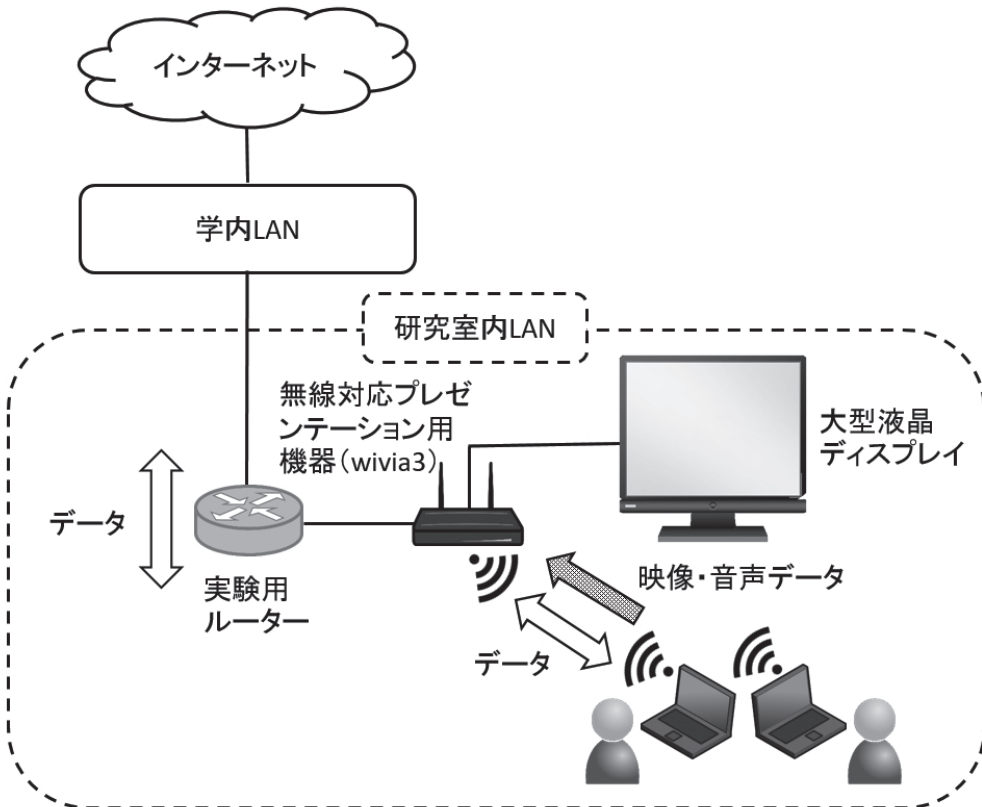 インターネット
学内LAN
研究室内LAN
無線対応プレゼ
ンテーション用
機器(wivia3)
大型液晶
ディスプレイ
データ
実験用
ルーター
映像・音声データ
データ